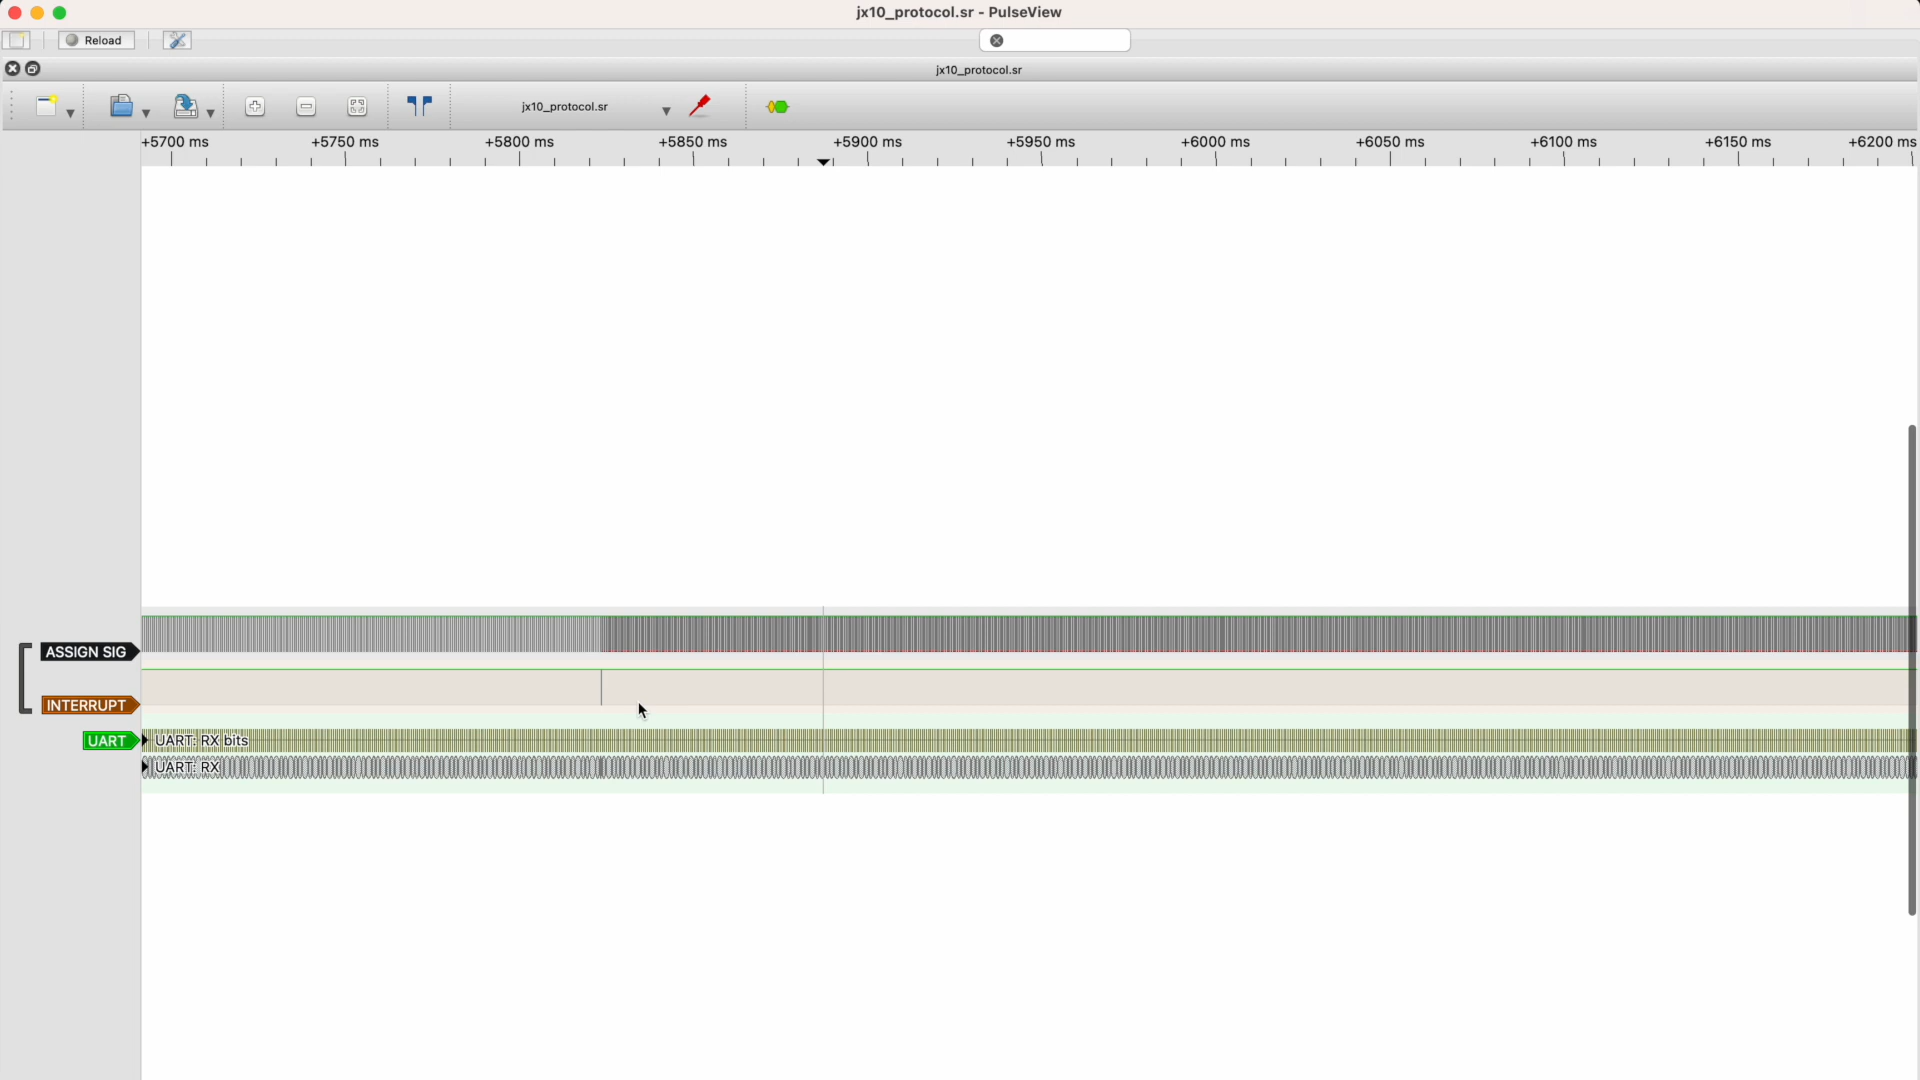 jx10_protocol.sr - PulseView
Reload
jx10_protocol.sr
jx10_protocol.sr
+5700 ms +5750 ms +5800 ms +5850 ms +5900 ms +5950 ms +6000 ms +6050 ms +6100 ms +6150 ms +6200 ms
ASSIGN SIG
INTERRUPT
UART UART: RX bits
UART: RX